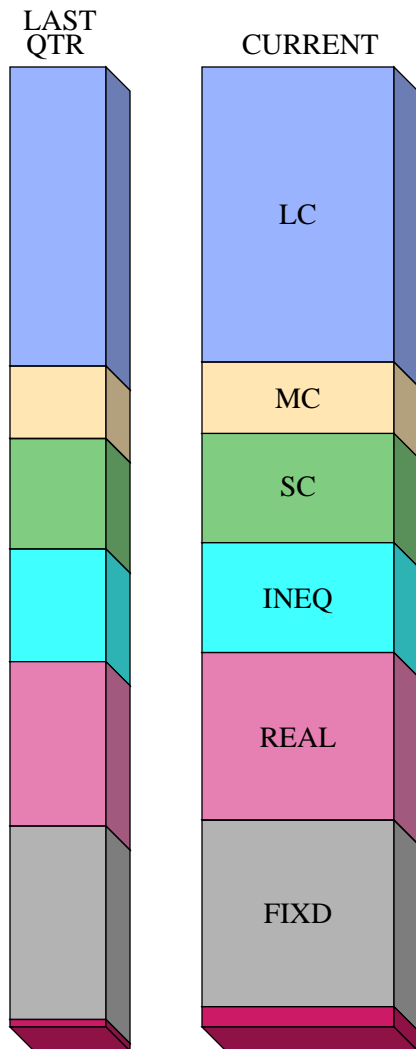 LAST
QTR
CURRENT
LC
MC
SC
INEQ
REAL
FIXD